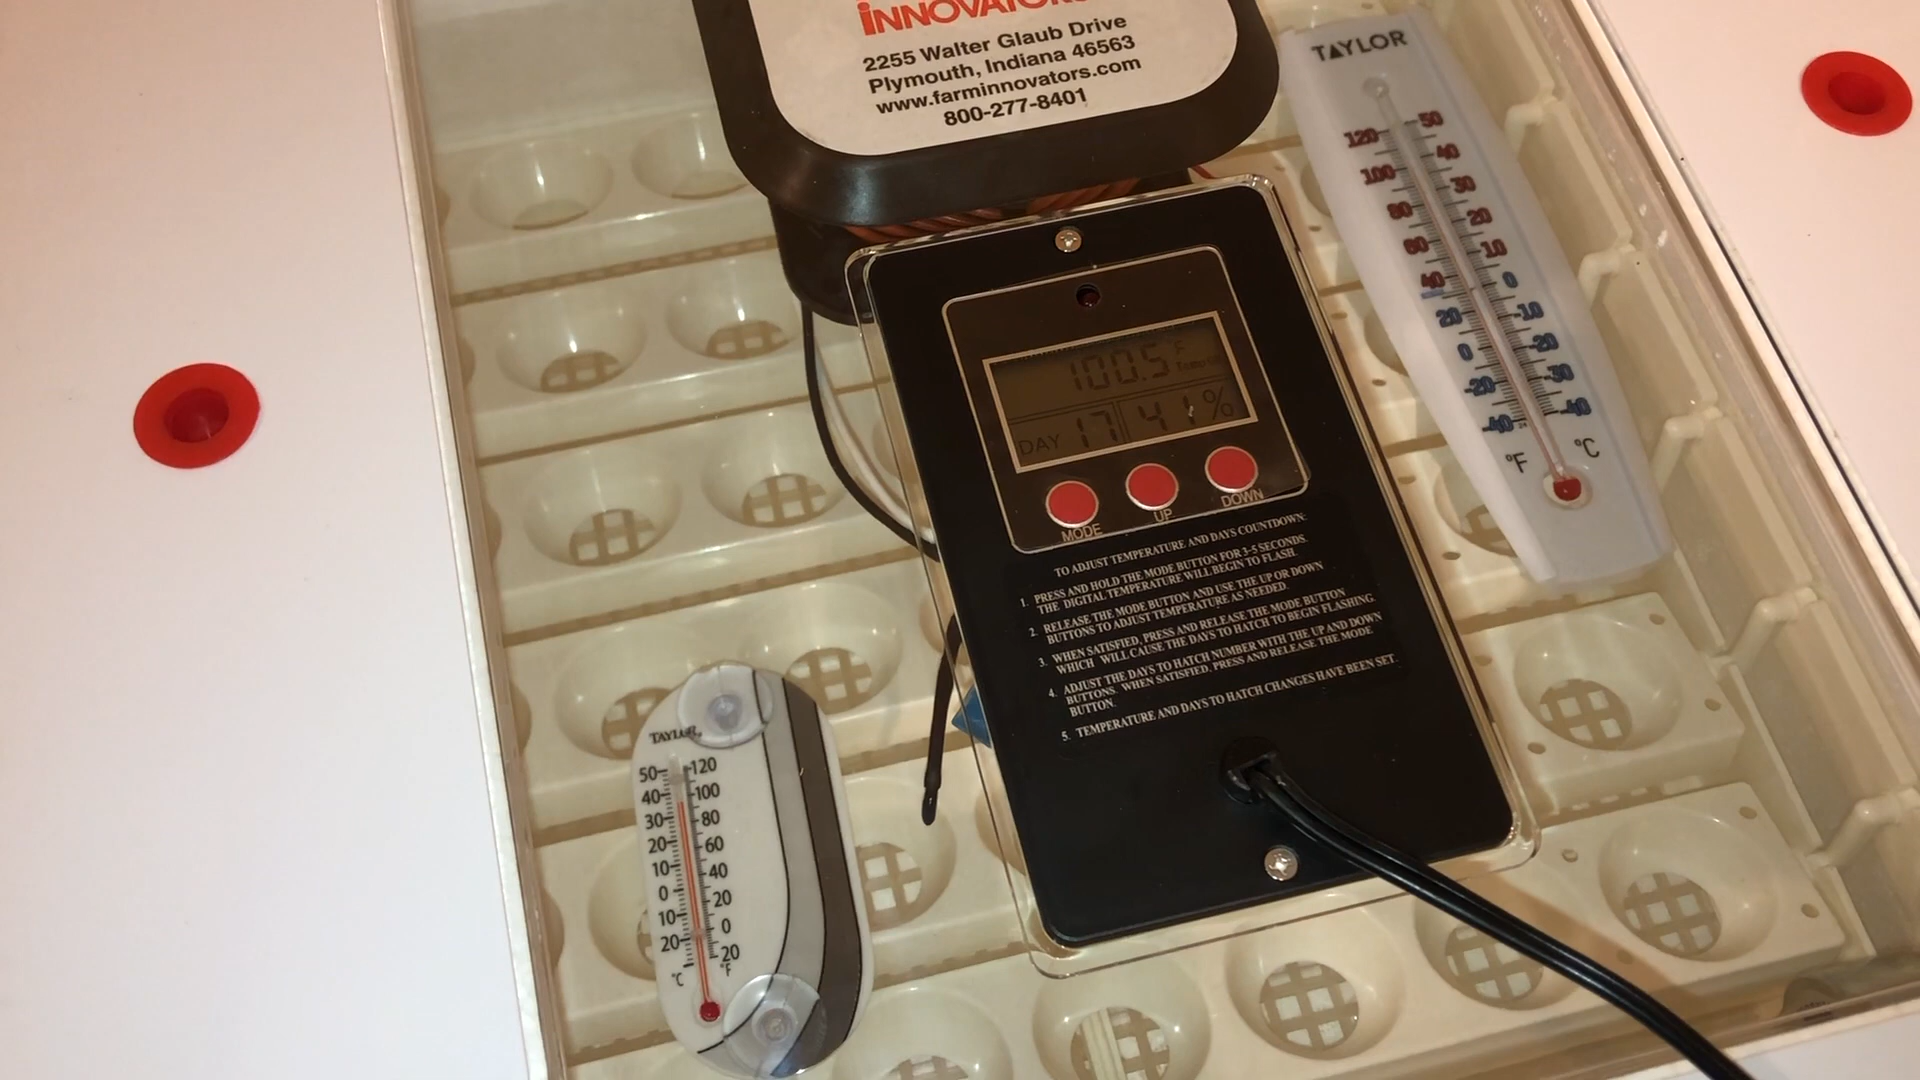 INNOVATORS
2255 Walter Glaub Drive
Plymouth, Indiana 46563
www.farminnovators.com
800-277-8401
TAYLOR
120 50
100 40
80 30
60 20
40 10
20 0
0 -10
-20 -20
-40 -30
-40
°F °C
100.5 F
DAY 17 41%
MODE
UP
DOWN
TO ADJUST TEMPERATURE AND DAYS COUNTDOWN:
1. PRESS AND HOLD THE MODE BUTTON FOR 3-5 SECONDS.
THE DIGITAL TEMPERATURE WILL BEGIN TO FLASH.
2. RELEASE THE MODE BUTTON AND USE THE UP OR DOWN
BUTTONS TO ADJUST TEMPERATURE AS NEEDED.
3. WHEN SATISFIED, PRESS AND RELEASE THE MODE BUTTON
WHICH WILL CAUSE THE DAYS TO HATCH TO BEGIN FLASHING.
4. ADJUST THE DAYS TO HATCH NUMBER WITH THE UP AND DOWN
BUTTONS. WHEN SATISFIED, PRESS AND RELEASE THE MODE
BUTTON.
5. TEMPERATURE AND DAYS TO HATCH CHANGES HAVE BEEN SET.
TAYLOR
50 120
40 100
30 80
20 60
10 40
0 20
10 0
20 20
°C °F